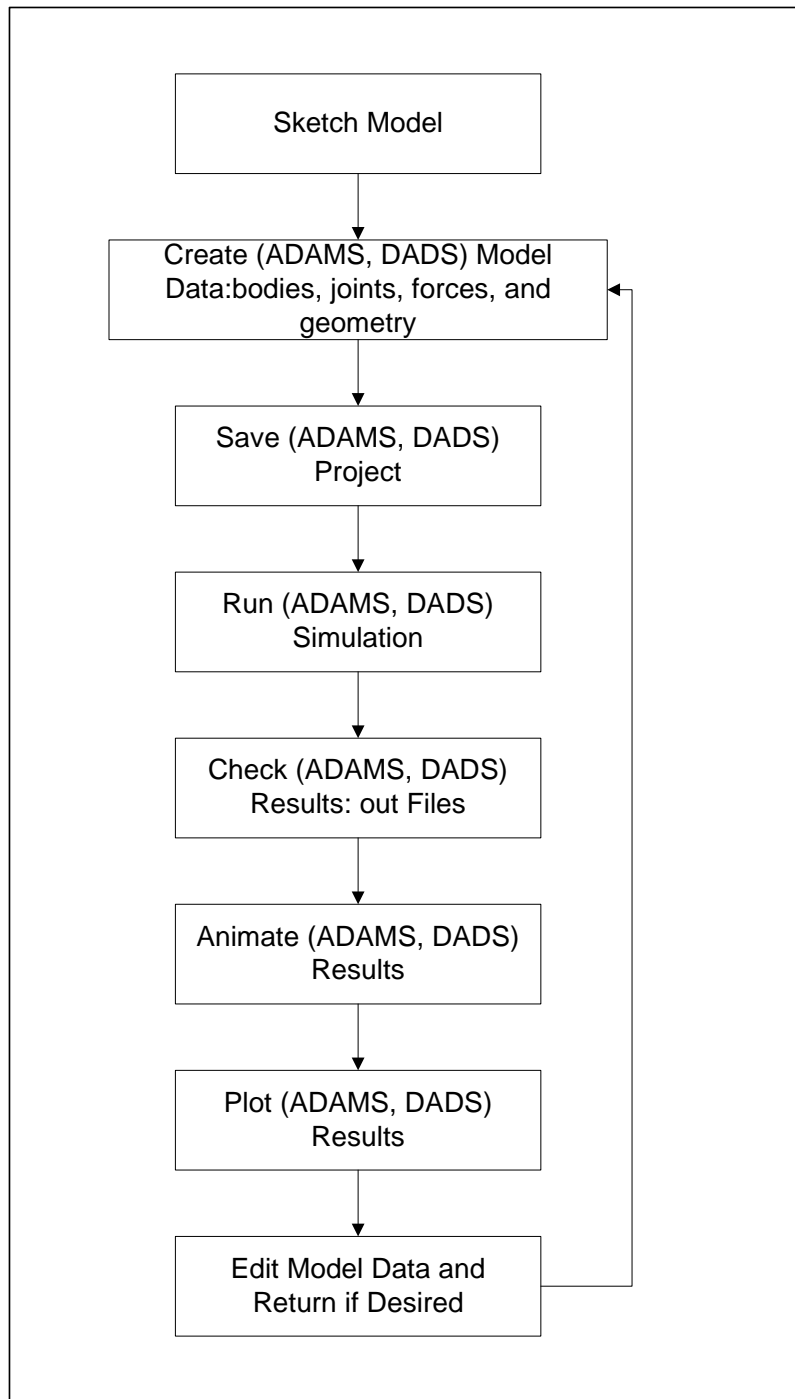 Sketch Model
Create (ADAMS, DADS) Model
Data:bodies, joints, forces, and
geometry
Save (ADAMS, DADS)
Project
Run (ADAMS, DADS)
Simulation
Check (ADAMS, DADS)
Results: out Files
Animate (ADAMS, DADS)
Results
Plot (ADAMS, DADS)
Results
Edit Model Data and
Return if Desired